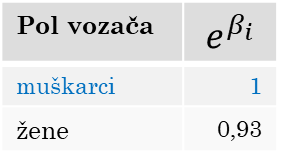 Pol vozača e^{β_i}
muškarci 1
žene 0,93